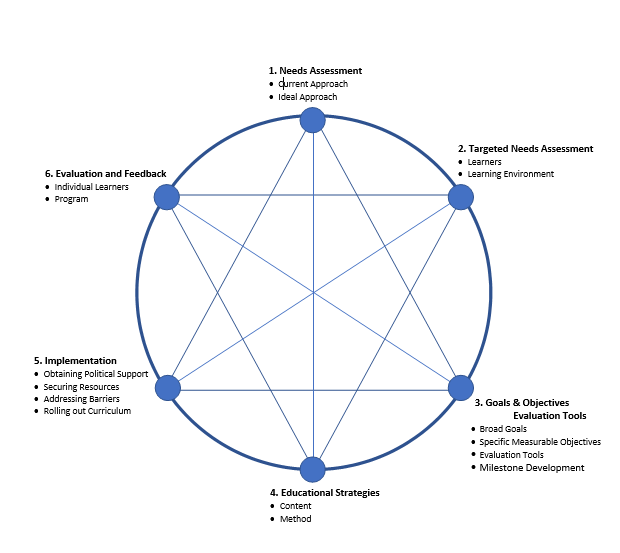 1. Needs Assessment
• Current Approach
• Ideal Approach
2. Targeted Needs Assessment
• Learners
• Learning Environment
6. Evaluation and Feedback
• Individual Learners
• Program
5. Implementation
• Obtaining Political Support
• Securing Resources
• Addressing Barriers
• Rolling out Curriculum
3. Goals & Objectives
Evaluation Tools
• Broad Goals
• Specific Measurable Objectives
• Evaluation Tools
• Milestone Development
4. Educational Strategies
• Content
• Method